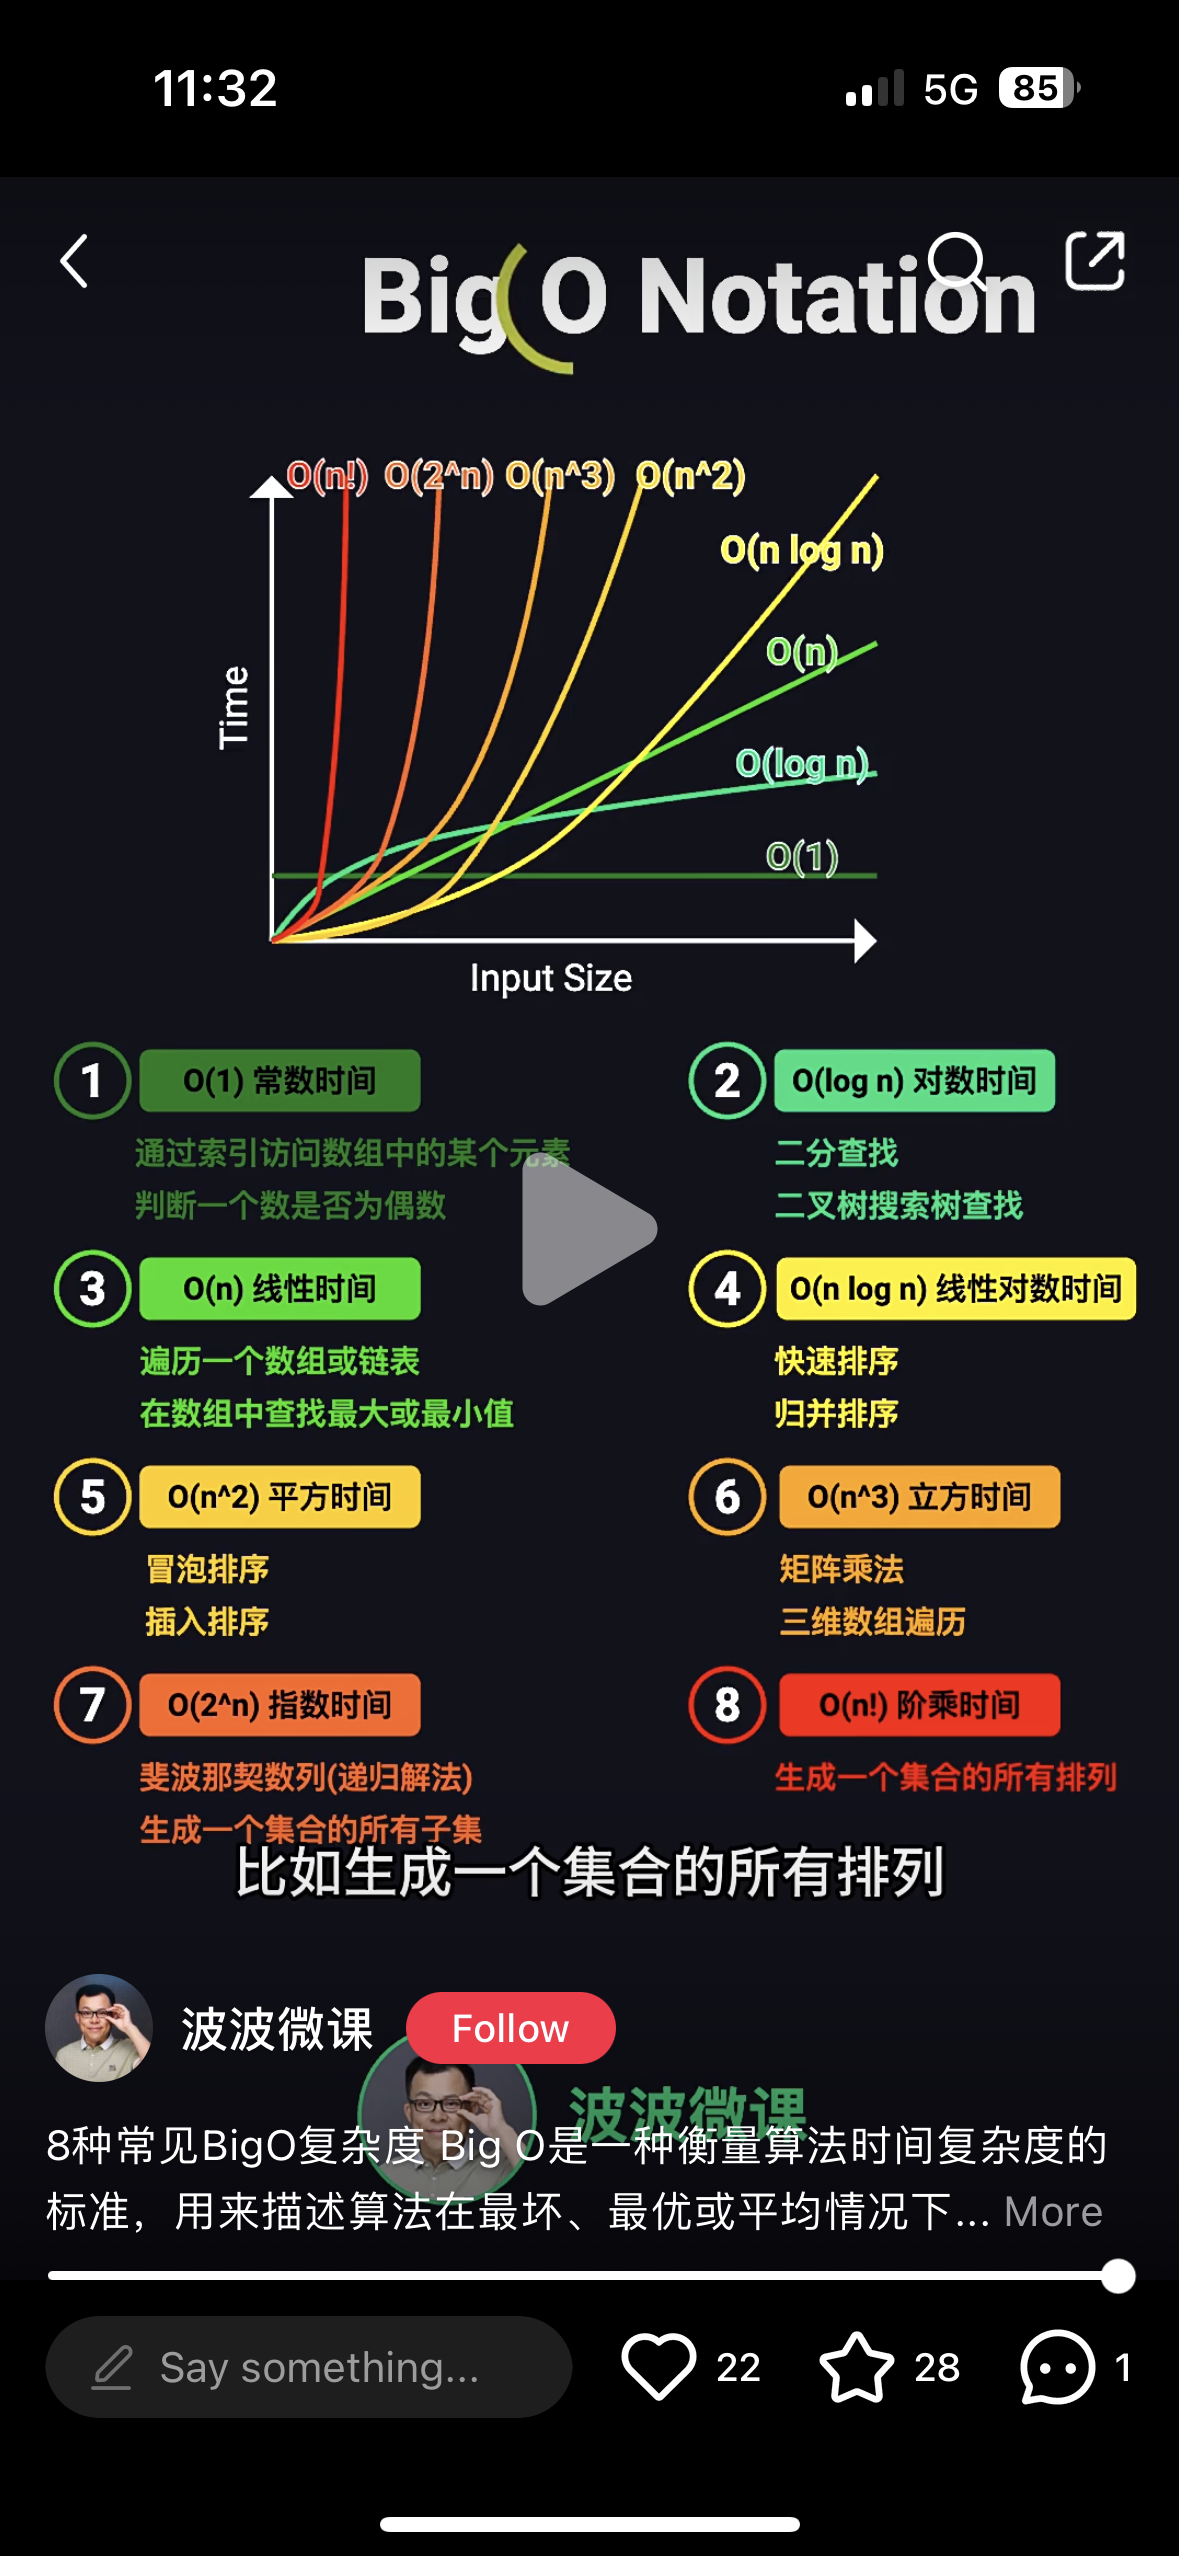 11:32
5G
85
Big O Notation
O(n!) O(2^n) O(n^3) O(n^2)
O(n log n)
O(n)
O(log n)
O(1)
Time
Input Size
1 O(1) 常数时间
通过索引访问数组中的某个元素
判断一个数是否为偶数
2 O(log n) 对数时间
二分查找
二叉树搜索树查找
3 O(n) 线性时间
遍历一个数组或链表
在数组中查找最大或最小值
4 O(n log n) 线性对数时间
快速排序
归并排序
5 O(n^2) 平方时间
冒泡排序
插入排序
6 O(n^3) 立方时间
矩阵乘法
三维数组遍历
7 O(2^n) 指数时间
斐波那契数列(递归解法)
生成一个集合的所有子集
8 O(n!) 阶乘时间
生成一个集合的所有排列
比如生成一个集合的所有排列
波波微课
Follow
波波微课
8种常见BigO复杂度 Big O是一种衡量算法时间复杂度的
标准，用来描述算法在最坏、最优或平均情况下... More
Say something...
22
28
1